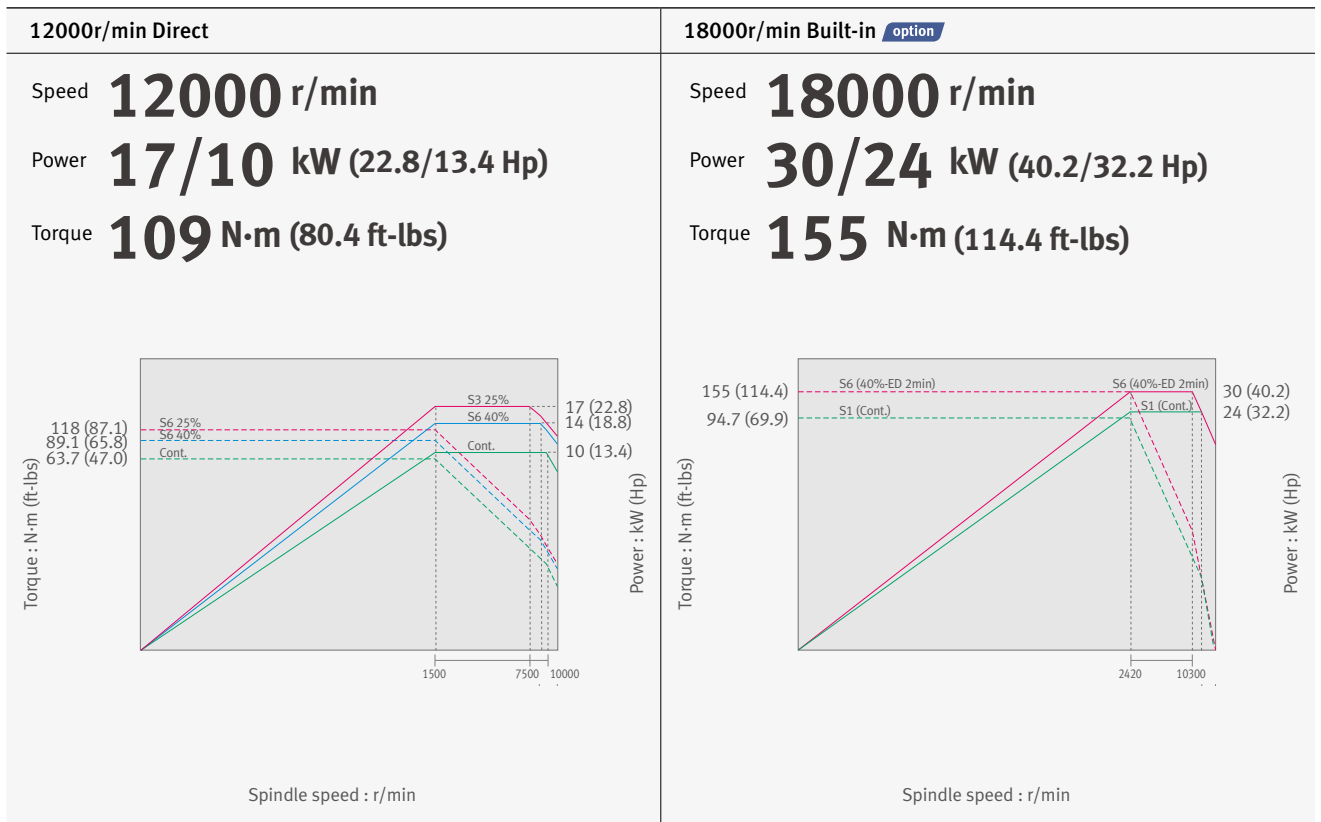 12000r/min Direct
Speed 12000 r/min
Power 17/10 kW (22.8/13.4 Hp)
Torque 109 N·m (80.4 ft-lbs)
S3 25%
17 (22.8)
S6 40%
14 (18.8)
S6 25%
118 (87.1)
S6 40%
89.1 (65.8)
Cont.
10 (13.4)
Cont.
63.7 (47.0)
Torque : N·m (ft-lbs)
Power : kW (Hp)
1500 7500 10000
Spindle speed : r/min
18000r/min Built-in option
Speed 18000 r/min
Power 30/24 kW (40.2/32.2 Hp)
Torque 155 N·m (114.4 ft-lbs)
155 (114.4)
S6 (40%-ED 2min)
S6 (40%-ED 2min)
30 (40.2)
94.7 (69.9)
S1 (Cont.)
S1 (Cont.)
24 (32.2)
Torque : N·m (ft-lbs)
Power : kW (Hp)
2420 10300
Spindle speed : r/min